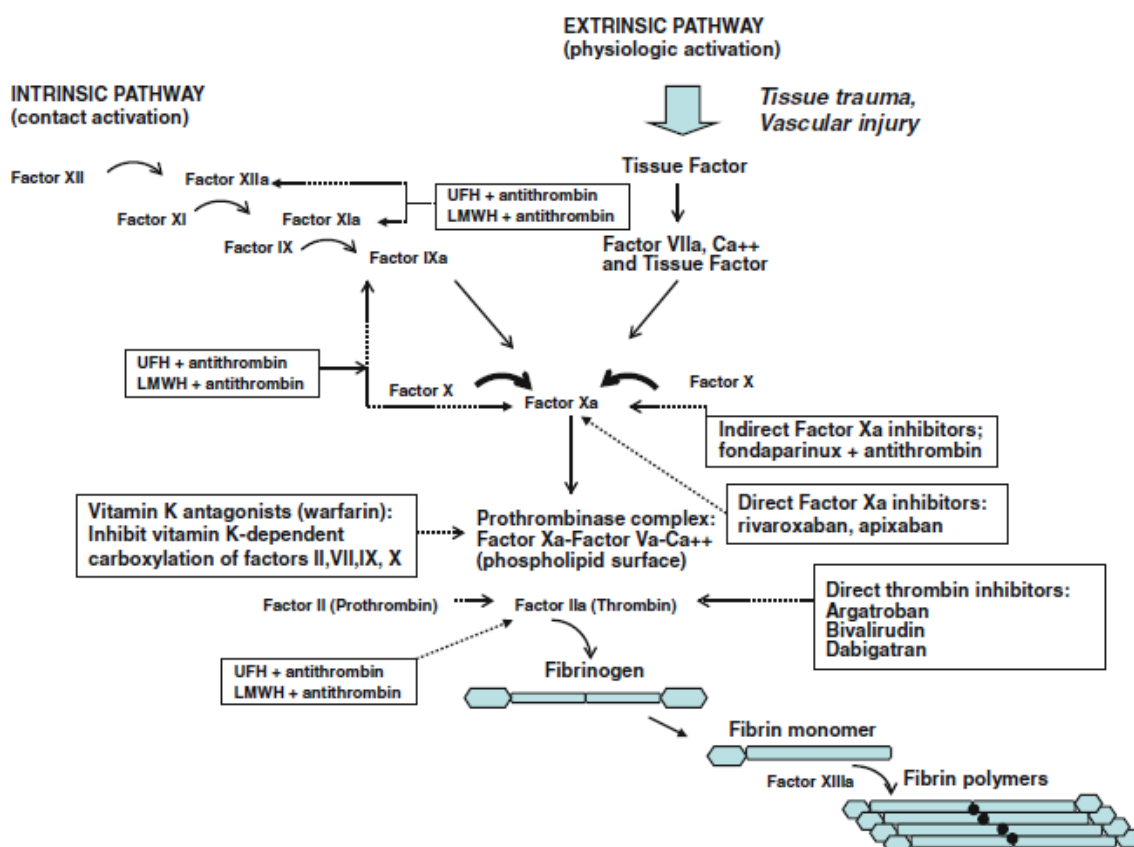 EXTRINSIC PATHWAY
(physiologic activation)
INTRINSIC PATHWAY
(contact activation)
Tissue trauma,
Vascular injury
Tissue Factor
Factor XII
Factor XIIa
UFH + antithrombin
LMWH + antithrombin
Factor XI
Factor XIa
Factor IX
Factor IXa
Factor VIIa, Ca++
and Tissue Factor
UFH + antithrombin
LMWH + antithrombin
Factor X
Factor Xa
Factor X
Indirect Factor Xa inhibitors;
fondaparinux + antithrombin
Direct Factor Xa inhibitors:
rivaroxaban, apixaban
Vitamin K antagonists (warfarin):
Inhibit vitamin K-dependent
carboxylation of factors II,VII,IX, X
Prothrombinase complex:
Factor Xa-Factor Va-Ca++
(phospholipid surface)
Factor II (Prothrombin)
Factor IIa (Thrombin)
Direct thrombin inhibitors:
Argatroban
Bivalirudin
Dabigatran
UFH + antithrombin
LMWH + antithrombin
Fibrinogen
Fibrin monomer
Factor XIIIa
Fibrin polymers